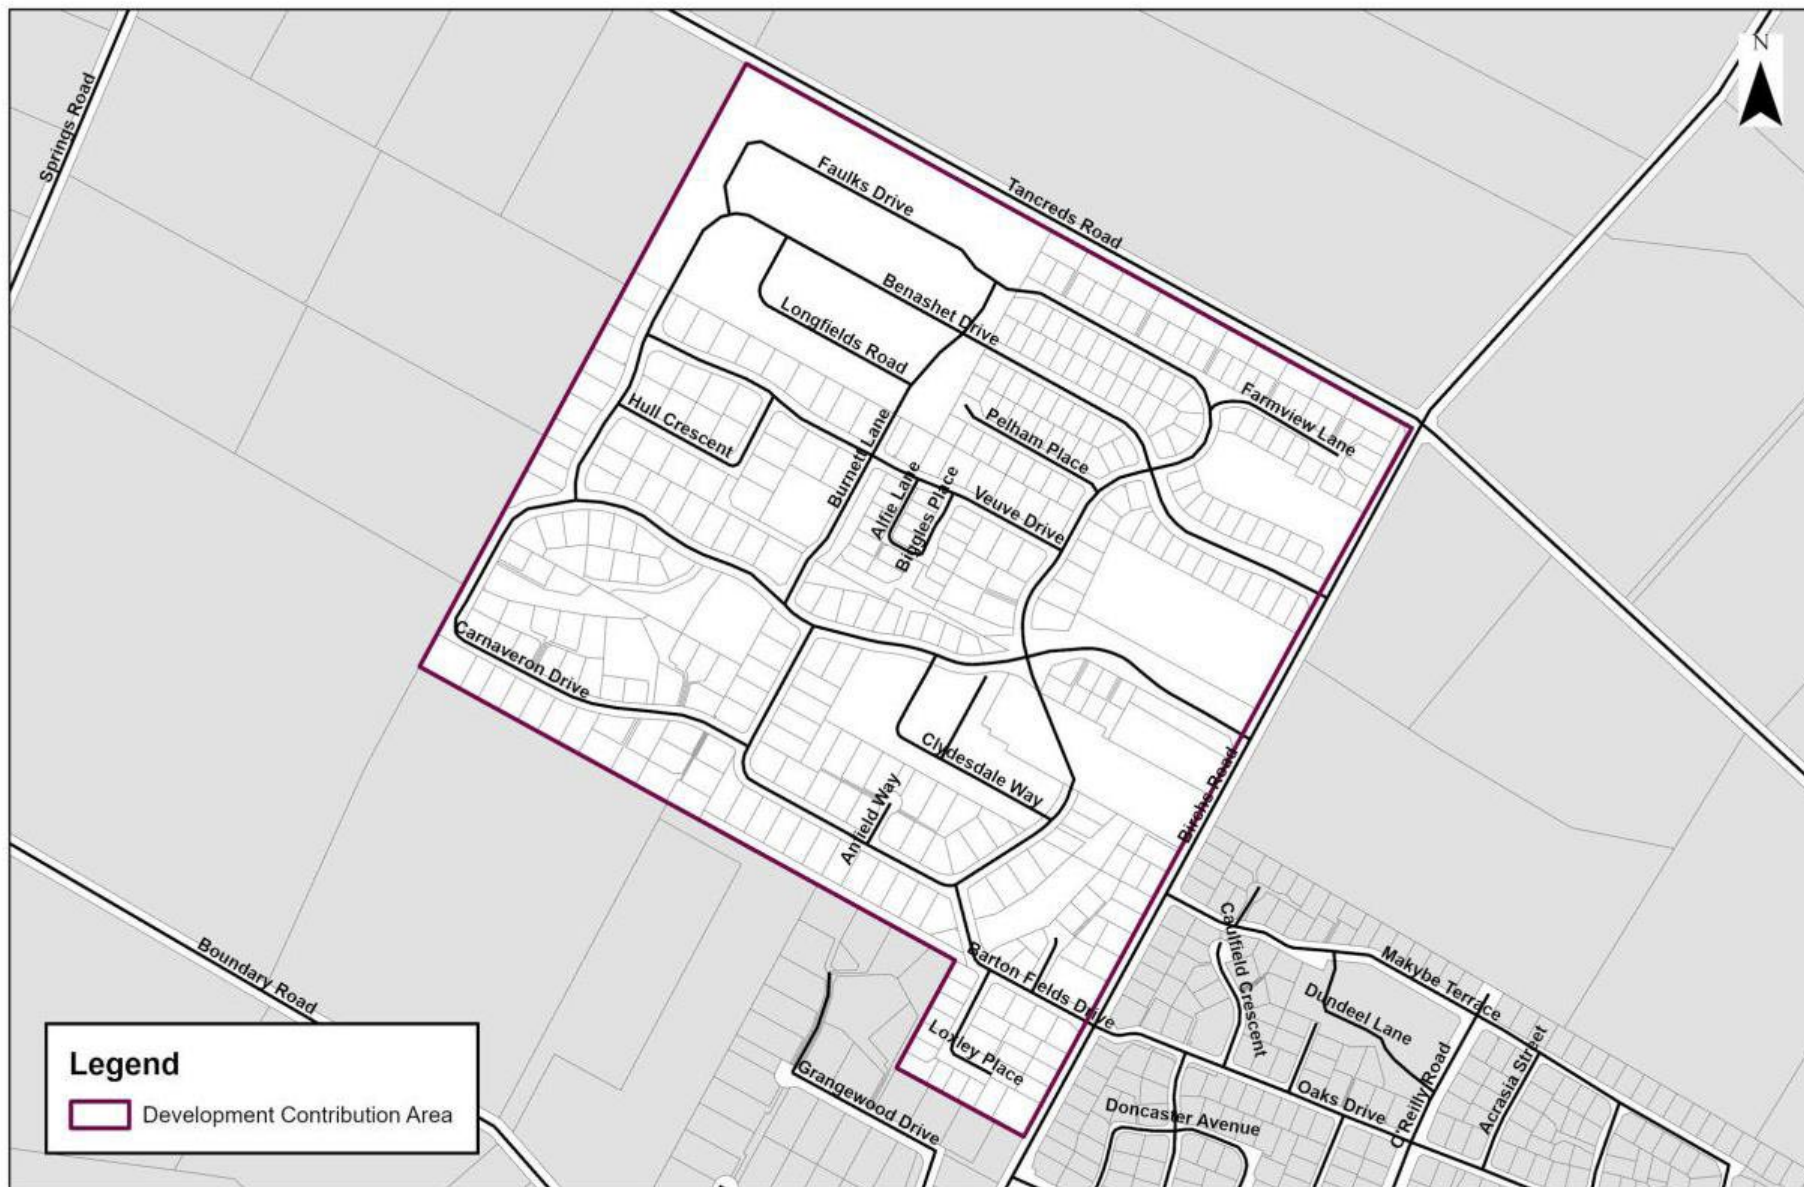 N
Springs Road
Faulks Drive
Tancreds Road
Benashet Drive
Longfields Road
Farmview Lane
Hull Crescent
Pelham Place
Burnett Lane
Alfie Lane
Biggles Place
Veuve Drive
Carnaveron Drive
Clydesdale Way
Birchs Road
Anfield Way
Caulfield Crescent
Barton Fields Drive
Makybe Terrace
Boundary Road
Dundeel Lane
Loxley Place
Grangewood Drive
Oaks Drive
O'Reilly Road
Acrasia Street
Doncaster Avenue
Legend
Development Contribution Area